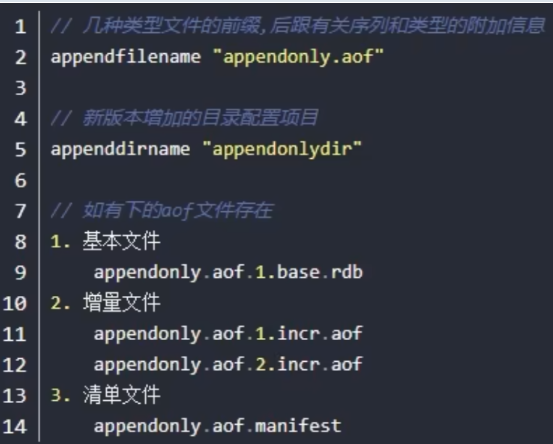 1 // 几种类型文件的前缀,后跟有关序列和类型的附加信息
2 appendfilename "appendonly.aof"
3
4 // 新版本增加的目录配置项目
5 appenddirname "appendonlydir"
6
7 // 如有下的aof文件存在
8 1. 基本文件
9 appendonly.aof.1.base.rdb
10 2. 增量文件
11 appendonly.aof.1.incr.aof
12 appendonly.aof.2.incr.aof
13 3. 清单文件
14 appendonly.aof.manifest